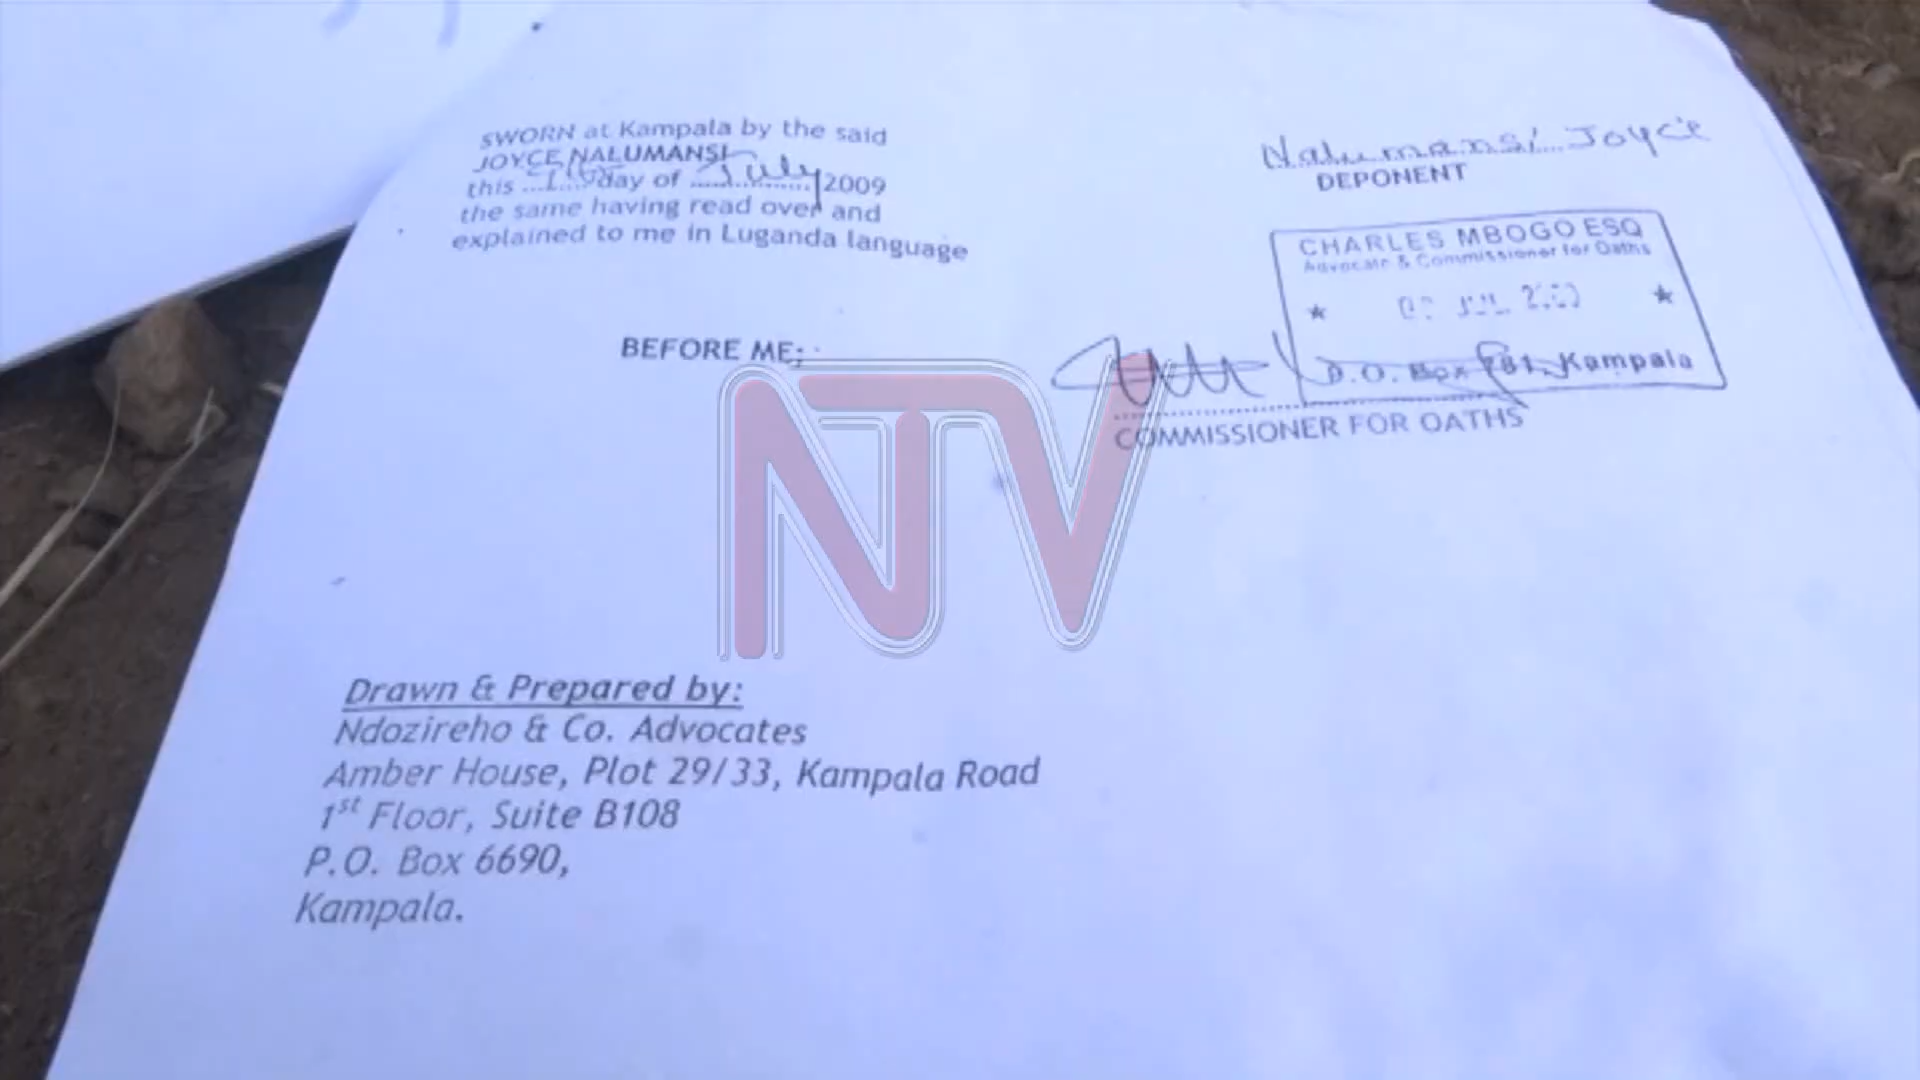 SWORN at Kampala by the said
JOYCE NALUMANSI
this ... day of July 2009
the same having read over and
explained to me in Luganda language
Nalumansi Joyce
DEPONENT
CHARLES MBOGO ESQ
Advocate & Commissioner for Oaths
JUL
P.O. Box Kampala
BEFORE ME;
COMMISSIONER FOR OATHS
NTV
Drawn & Prepared by:
Ndozireho & Co. Advocates
Amber House, Plot 29/33, Kampala Road
1st Floor, Suite B108
P.O. Box 6690,
Kampala.